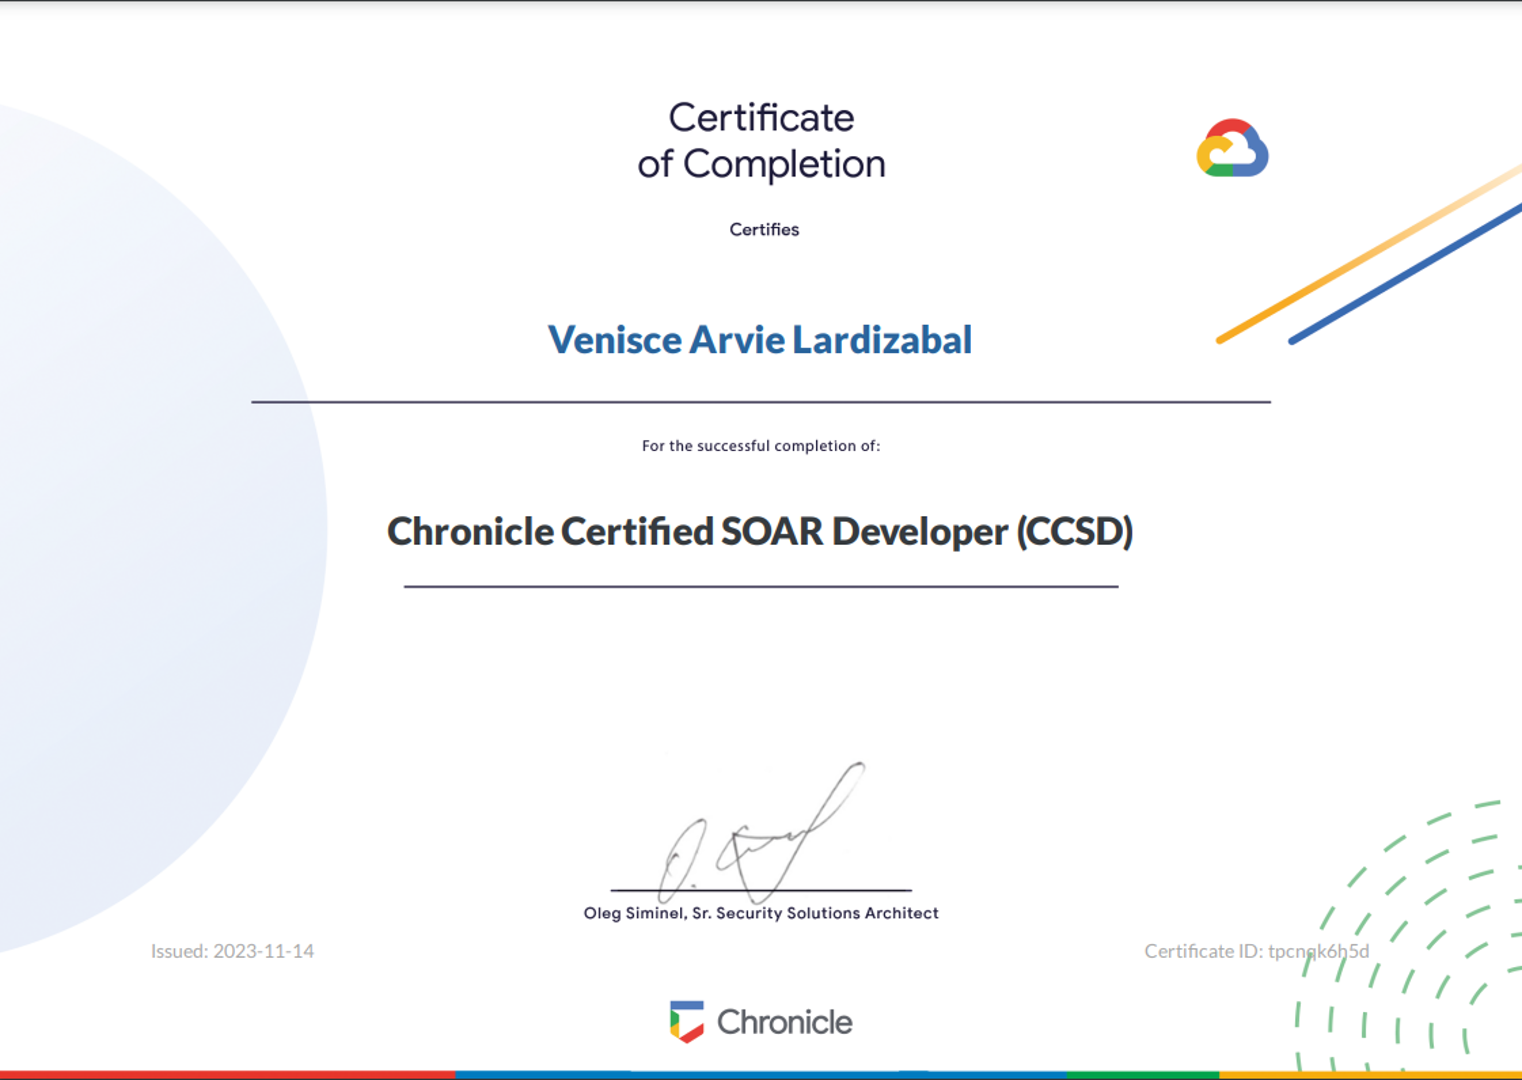 Certificate
of Completion
Certifies
Venisce Arvie Lardizabal
For the successful completion of:
Chronicle Certified SOAR Developer (CCSD)
Oleg Siminel, Sr. Security Solutions Architect
Issued: 2023-11-14
Certificate ID: tpcnqk6h5d
Chronicle